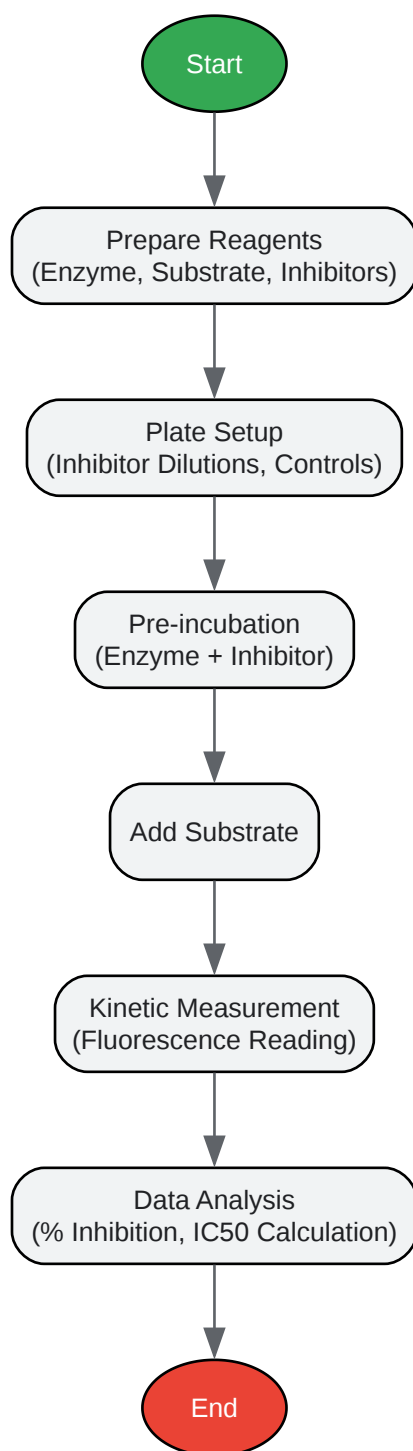 Start
Prepare Reagents
(Enzyme, Substrate, Inhibitors)
Plate Setup
(Inhibitor Dilutions, Controls)
Pre-incubation
(Enzyme + Inhibitor)
Add Substrate
Kinetic Measurement
(Fluorescence Reading)
Data Analysis
(% Inhibition, IC50 Calculation)
End